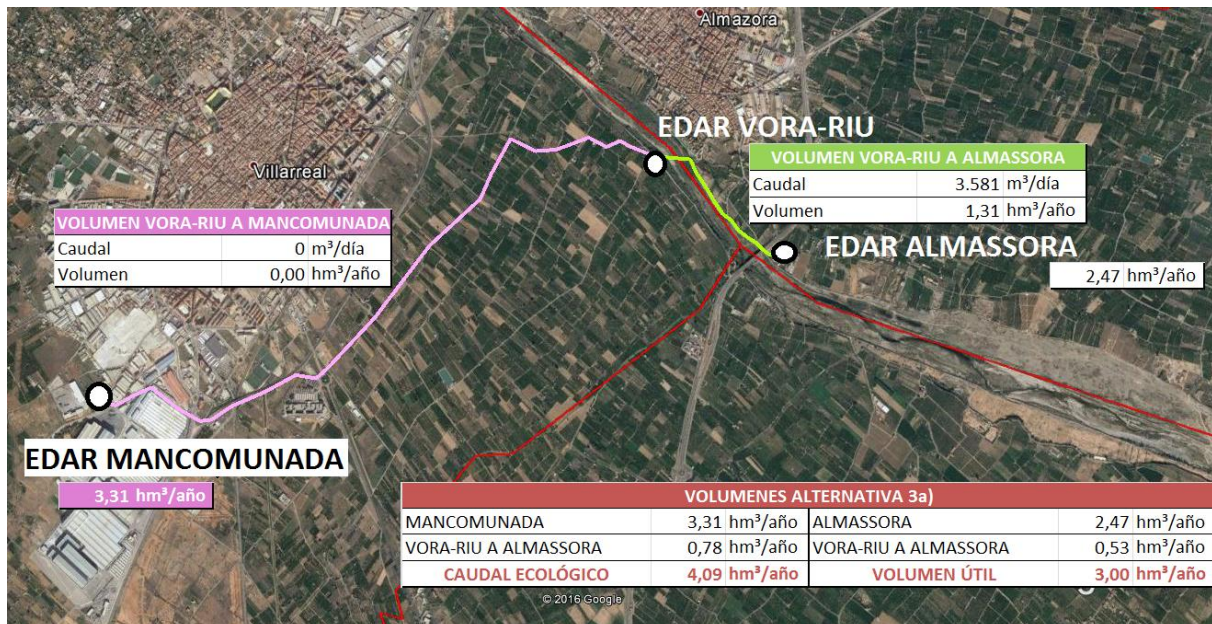 Almazora
EDAR VORA-RIU
VOLUMEN VORA-RIU A ALMASSORA
Caudal 3.581 m³/día
Volumen 1,31 hm³/año
Villarreal
VOLUMEN VORA-RIU A MANCOMUNADA
Caudal 0 m³/día
Volumen 0,00 hm³/año
EDAR ALMASSORA
2,47 hm³/año
EDAR MANCOMUNADA
3,31 hm³/año
VOLUMENES ALTERNATIVA 3a)
MANCOMUNADA 3,31 hm³/año ALMASSORA 2,47 hm³/año
VORA-RIU A ALMASSORA 0,78 hm³/año VORA-RIU A ALMASSORA 0,53 hm³/año
CAUDAL ECOLÓGICO 4,09 hm³/año VOLUMEN ÚTIL 3,00 hm³/año
© 2016 Google